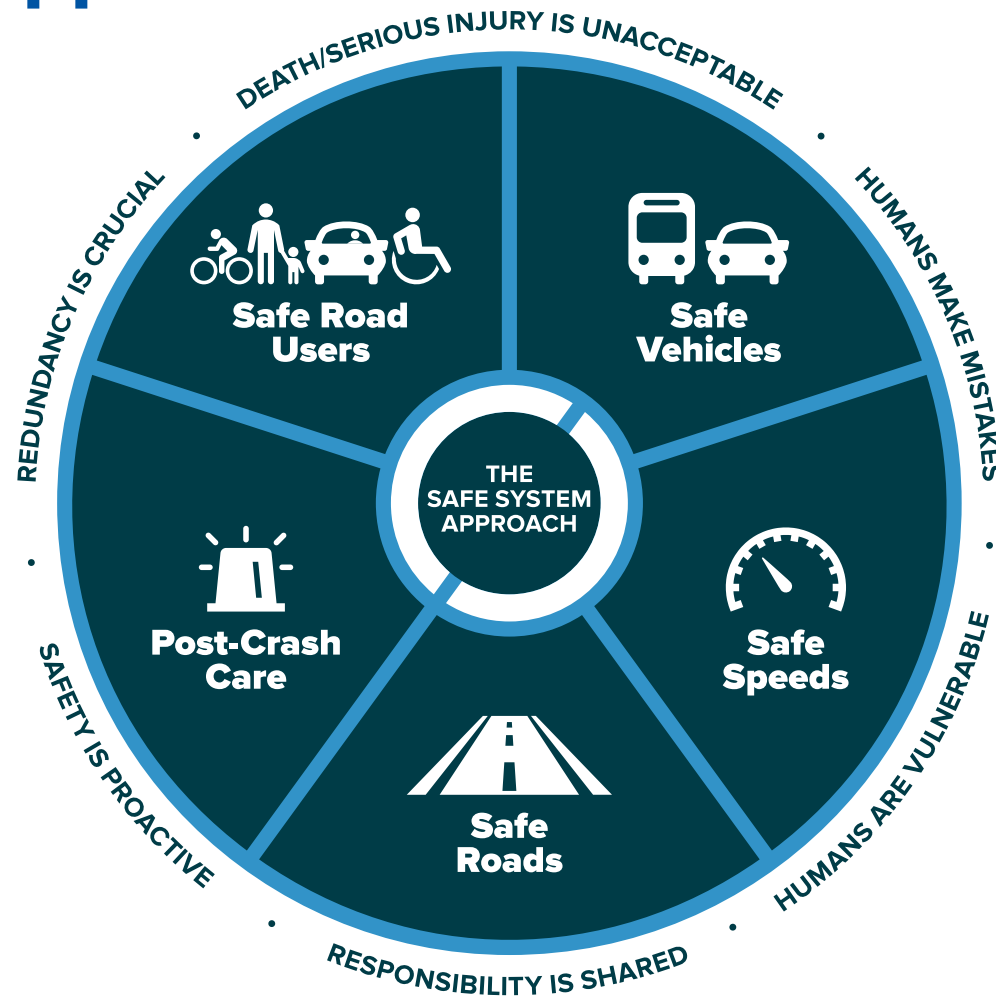 DEATH/SERIOUS INJURY IS UNACCEPTABLE
HUMANS MAKE MISTAKES
HUMANS ARE VULNERABLE
RESPONSIBILITY IS SHARED
SAFETY IS PROACTIVE
REDUNDANCY IS CRUCIAL
Safe Road
Users
Safe
Vehicles
THE
SAFE SYSTEM
APPROACH
Post-Crash
Care
Safe
Speeds
Safe
Roads